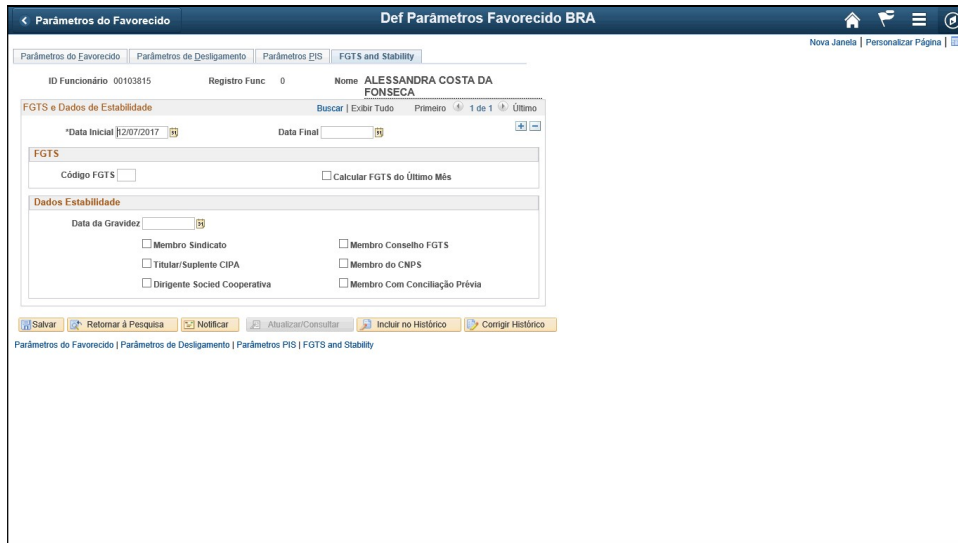 Parâmetros do Favorecido
Def Parâmetros Favorecido BRA
Nova Janela | Personalizar Página |
Parâmetros do Favorecido Parâmetros de Desligamento Parâmetros PIS FGTS and Stability
ID Funcionário 00103815 Registro Func 0 Nome ALESSANDRA COSTA DA
FONSECA
FGTS e Dados de Estabilidade Buscar | Exibir Tudo Primeiro 1 de 1 Último
*Data Inicial 12/07/2017 Data Final
FGTS
Código FGTS Calcular FGTS do Último Mês
Dados Estabilidade
Data da Gravidez
Membro Sindicato Membro Conselho FGTS
Titular/Suplente CIPA Membro do CNPS
Dirigente Socied Cooperativa Membro Com Conciliação Prévia
Salvar Retornar à Pesquisa Notificar Atualizar/Consultar Incluir no Histórico Corrigir Histórico
Parâmetros do Favorecido | Parâmetros de Desligamento | Parâmetros PIS | FGTS and Stability